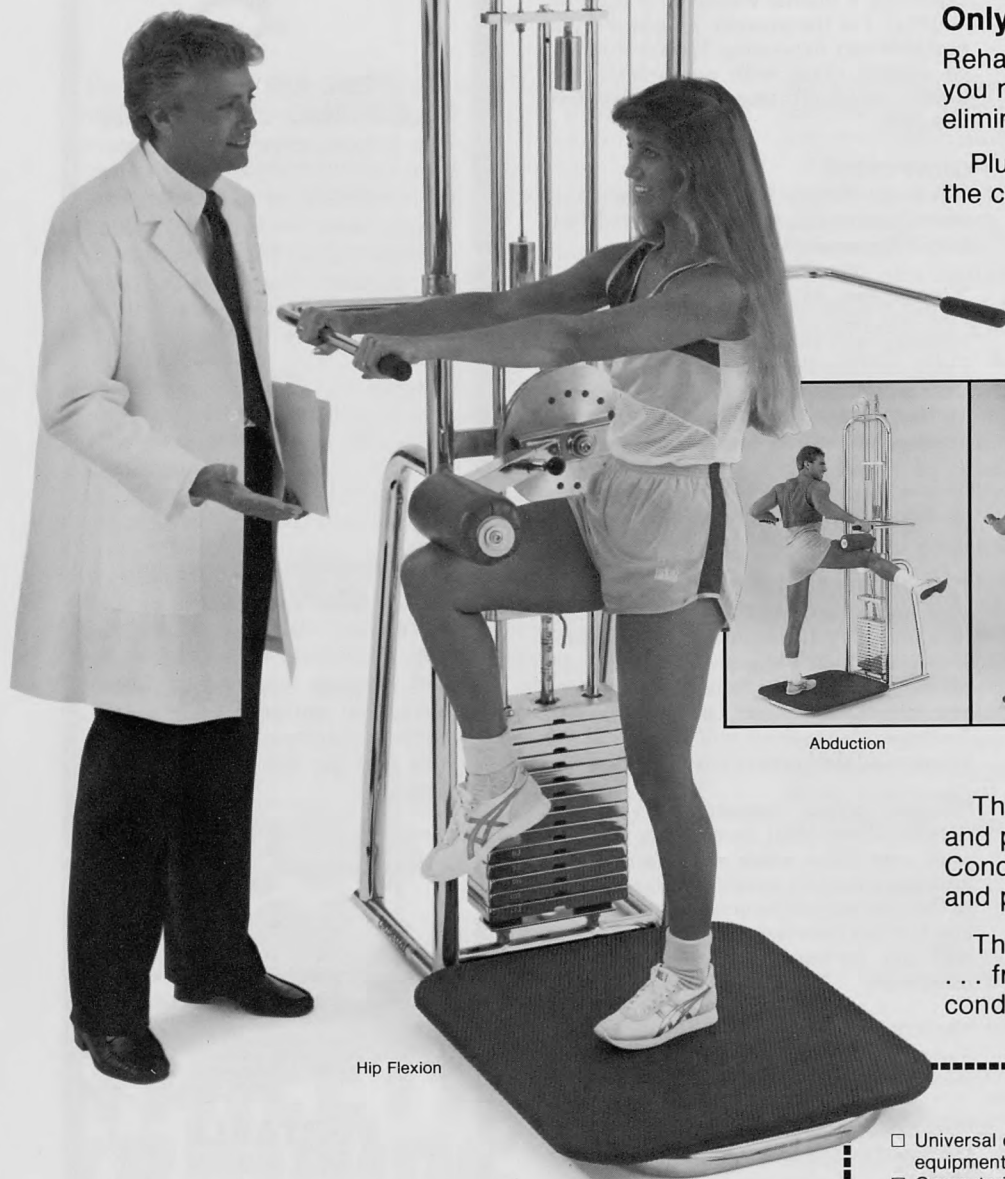 Only
Reha
you
elimi
Plu
the c
Abduction
Th
and p
Cond
and p
Th
... fr
cond
Hip Flexion
□ Universal
equipment